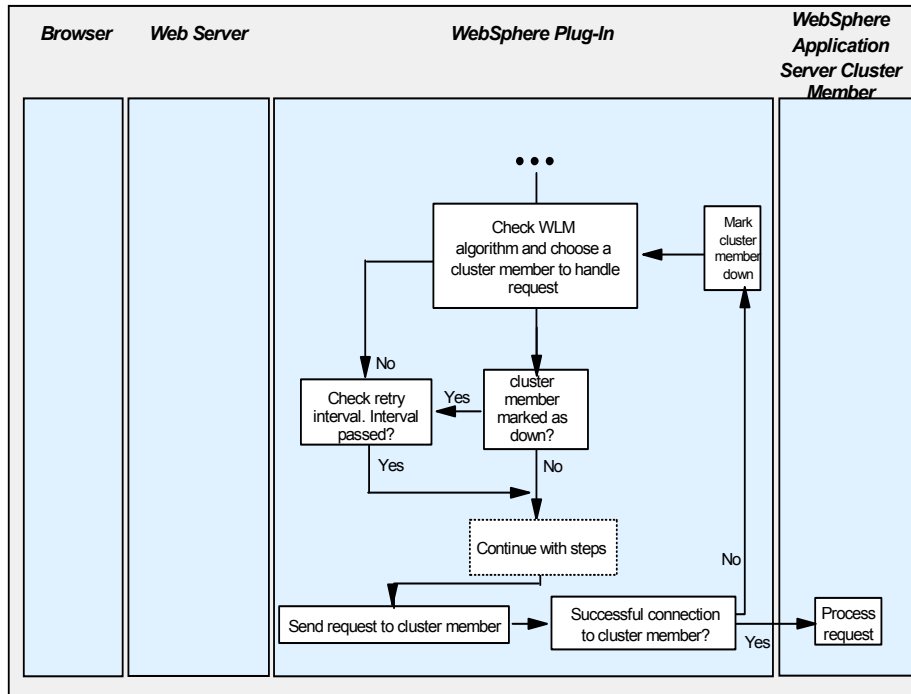 Browser
Web Server
WebSphere Plug-In
WebSphere
Application
Server Cluster
Member
•••
Check WLM
algorithm and choose a
cluster member to handle
request
Mark
cluster
member
down
No
Check retry
interval. Interval
passed?
Yes
cluster
member
marked as
down?
Yes
No
Continue with steps
No
Send request to cluster member
Successful connection
to cluster member?
Yes
Process
request